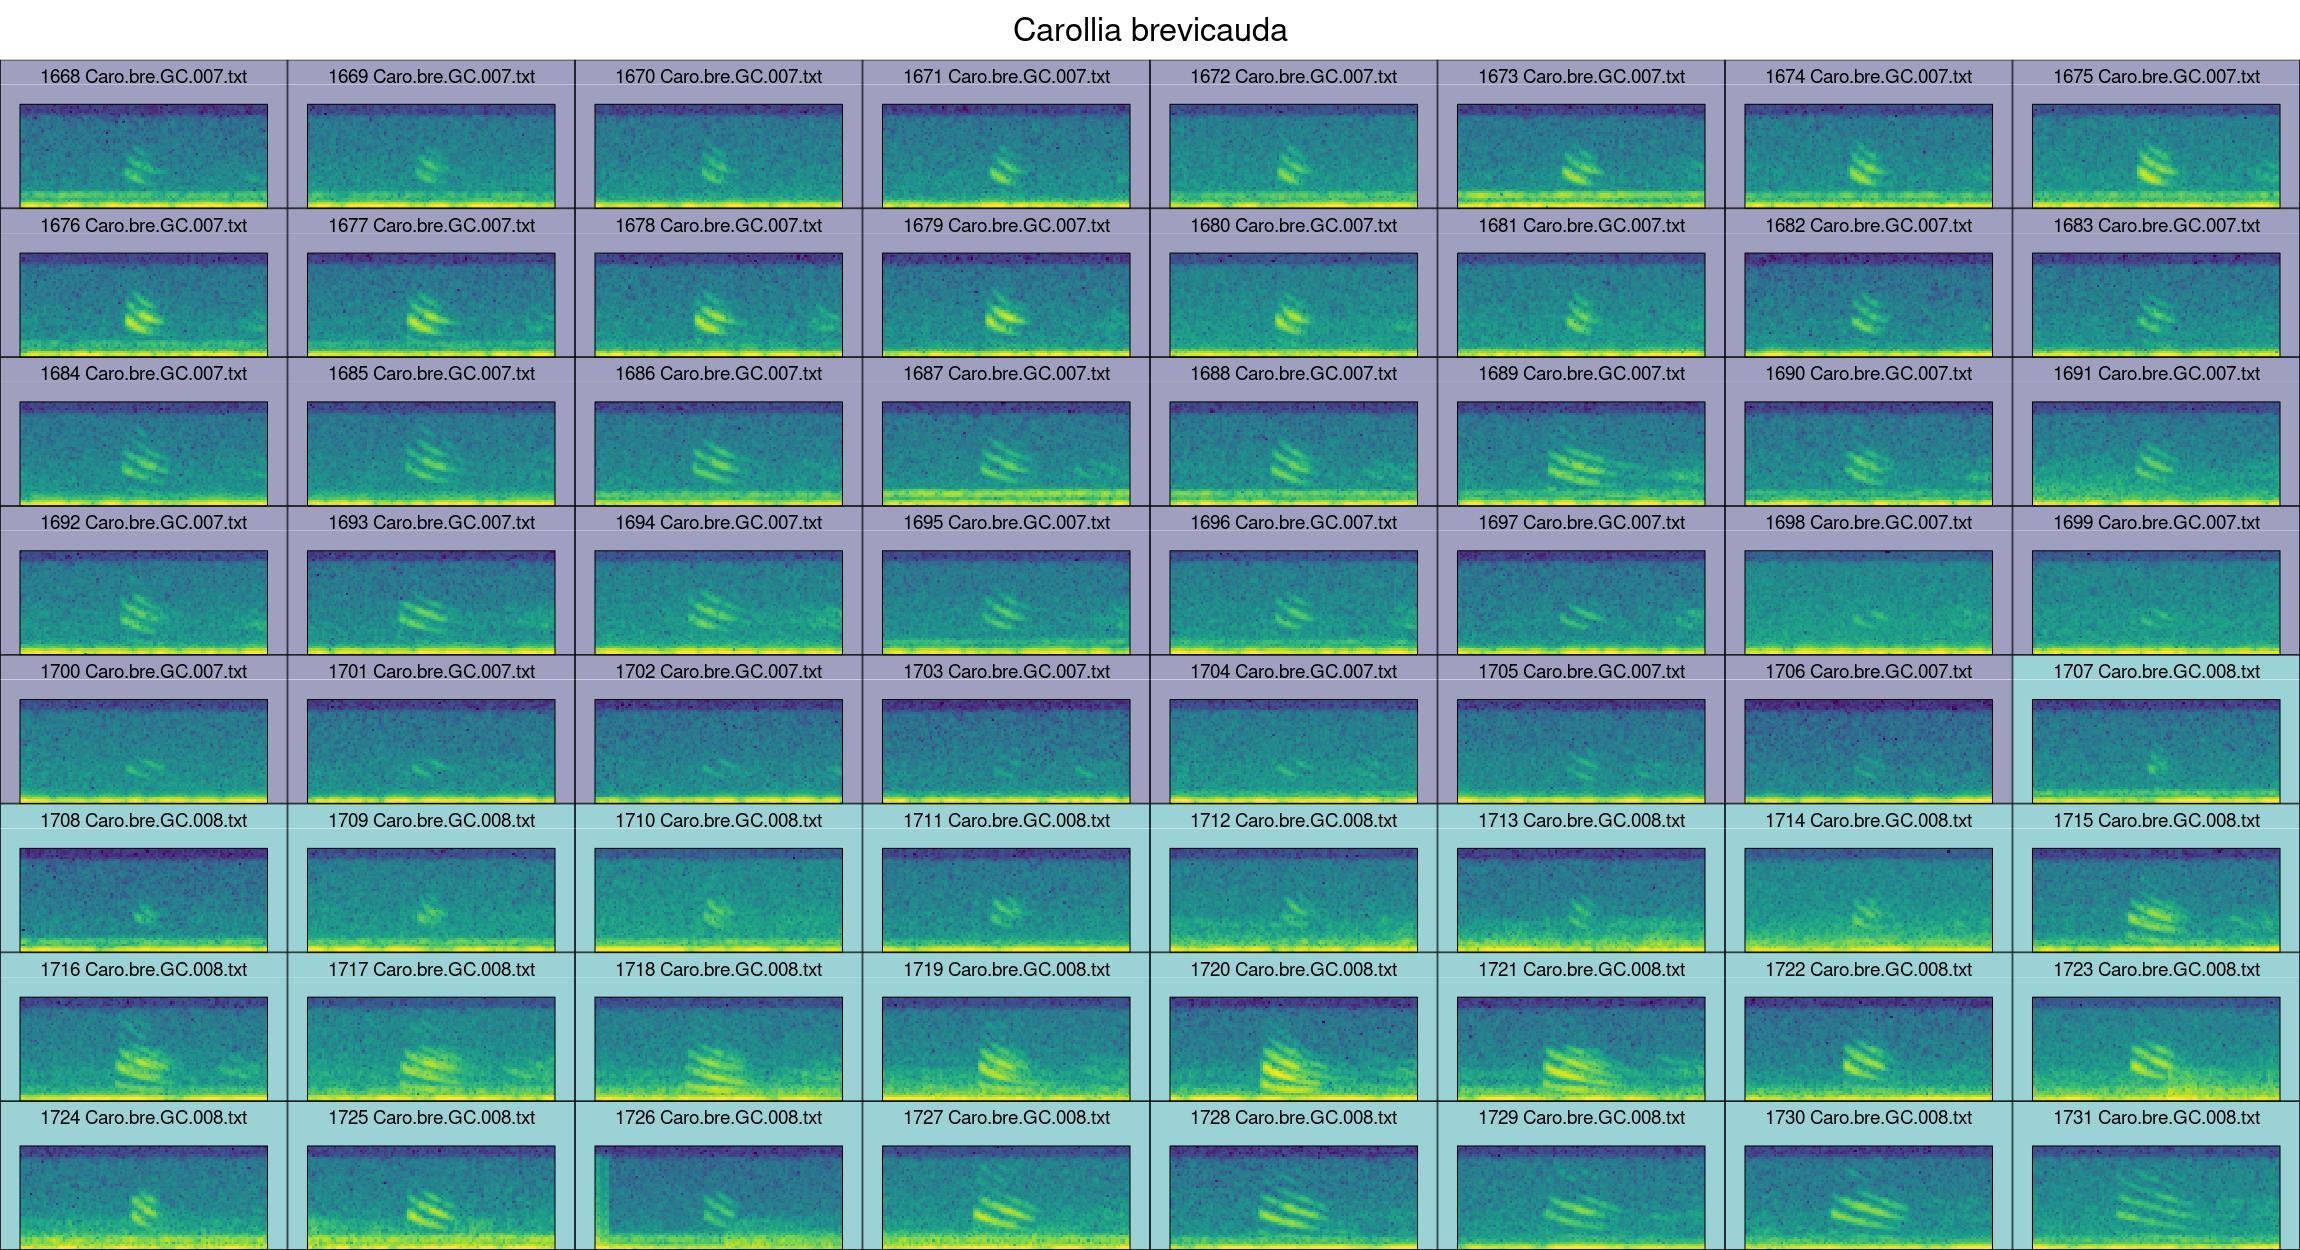 Carollia brevicauda
1668 Caro.bre.GC.007.txt 1669 Caro.bre.GC.007.txt 1670 Caro.bre.GC.007.txt 1671 Caro.bre.GC.007.txt 1672 Caro.bre.GC.007.txt 1673 Caro.bre.GC.007.txt 1674 Caro.bre.GC.007.txt 1675 Caro.bre.GC.007.txt
1676 Caro.bre.GC.007.txt 1677 Caro.bre.GC.007.txt 1678 Caro.bre.GC.007.txt 1679 Caro.bre.GC.007.txt 1680 Caro.bre.GC.007.txt 1681 Caro.bre.GC.007.txt 1682 Caro.bre.GC.007.txt 1683 Caro.bre.GC.007.txt
1684 Caro.bre.GC.007.txt 1685 Caro.bre.GC.007.txt 1686 Caro.bre.GC.007.txt 1687 Caro.bre.GC.007.txt 1688 Caro.bre.GC.007.txt 1689 Caro.bre.GC.007.txt 1690 Caro.bre.GC.007.txt 1691 Caro.bre.GC.007.txt
1692 Caro.bre.GC.007.txt 1693 Caro.bre.GC.007.txt 1694 Caro.bre.GC.007.txt 1695 Caro.bre.GC.007.txt 1696 Caro.bre.GC.007.txt 1697 Caro.bre.GC.007.txt 1698 Caro.bre.GC.007.txt 1699 Caro.bre.GC.007.txt
1700 Caro.bre.GC.007.txt 1701 Caro.bre.GC.007.txt 1702 Caro.bre.GC.007.txt 1703 Caro.bre.GC.007.txt 1704 Caro.bre.GC.007.txt 1705 Caro.bre.GC.007.txt 1706 Caro.bre.GC.007.txt 1707 Caro.bre.GC.008.txt
1708 Caro.bre.GC.008.txt 1709 Caro.bre.GC.008.txt 1710 Caro.bre.GC.008.txt 1711 Caro.bre.GC.008.txt 1712 Caro.bre.GC.008.txt 1713 Caro.bre.GC.008.txt 1714 Caro.bre.GC.008.txt 1715 Caro.bre.GC.008.txt
1716 Caro.bre.GC.008.txt 1717 Caro.bre.GC.008.txt 1718 Caro.bre.GC.008.txt 1719 Caro.bre.GC.008.txt 1720 Caro.bre.GC.008.txt 1721 Caro.bre.GC.008.txt 1722 Caro.bre.GC.008.txt 1723 Caro.bre.GC.008.txt
1724 Caro.bre.GC.008.txt 1725 Caro.bre.GC.008.txt 1726 Caro.bre.GC.008.txt 1727 Caro.bre.GC.008.txt 1728 Caro.bre.GC.008.txt 1729 Caro.bre.GC.008.txt 1730 Caro.bre.GC.008.txt 1731 Caro.bre.GC.008.txt